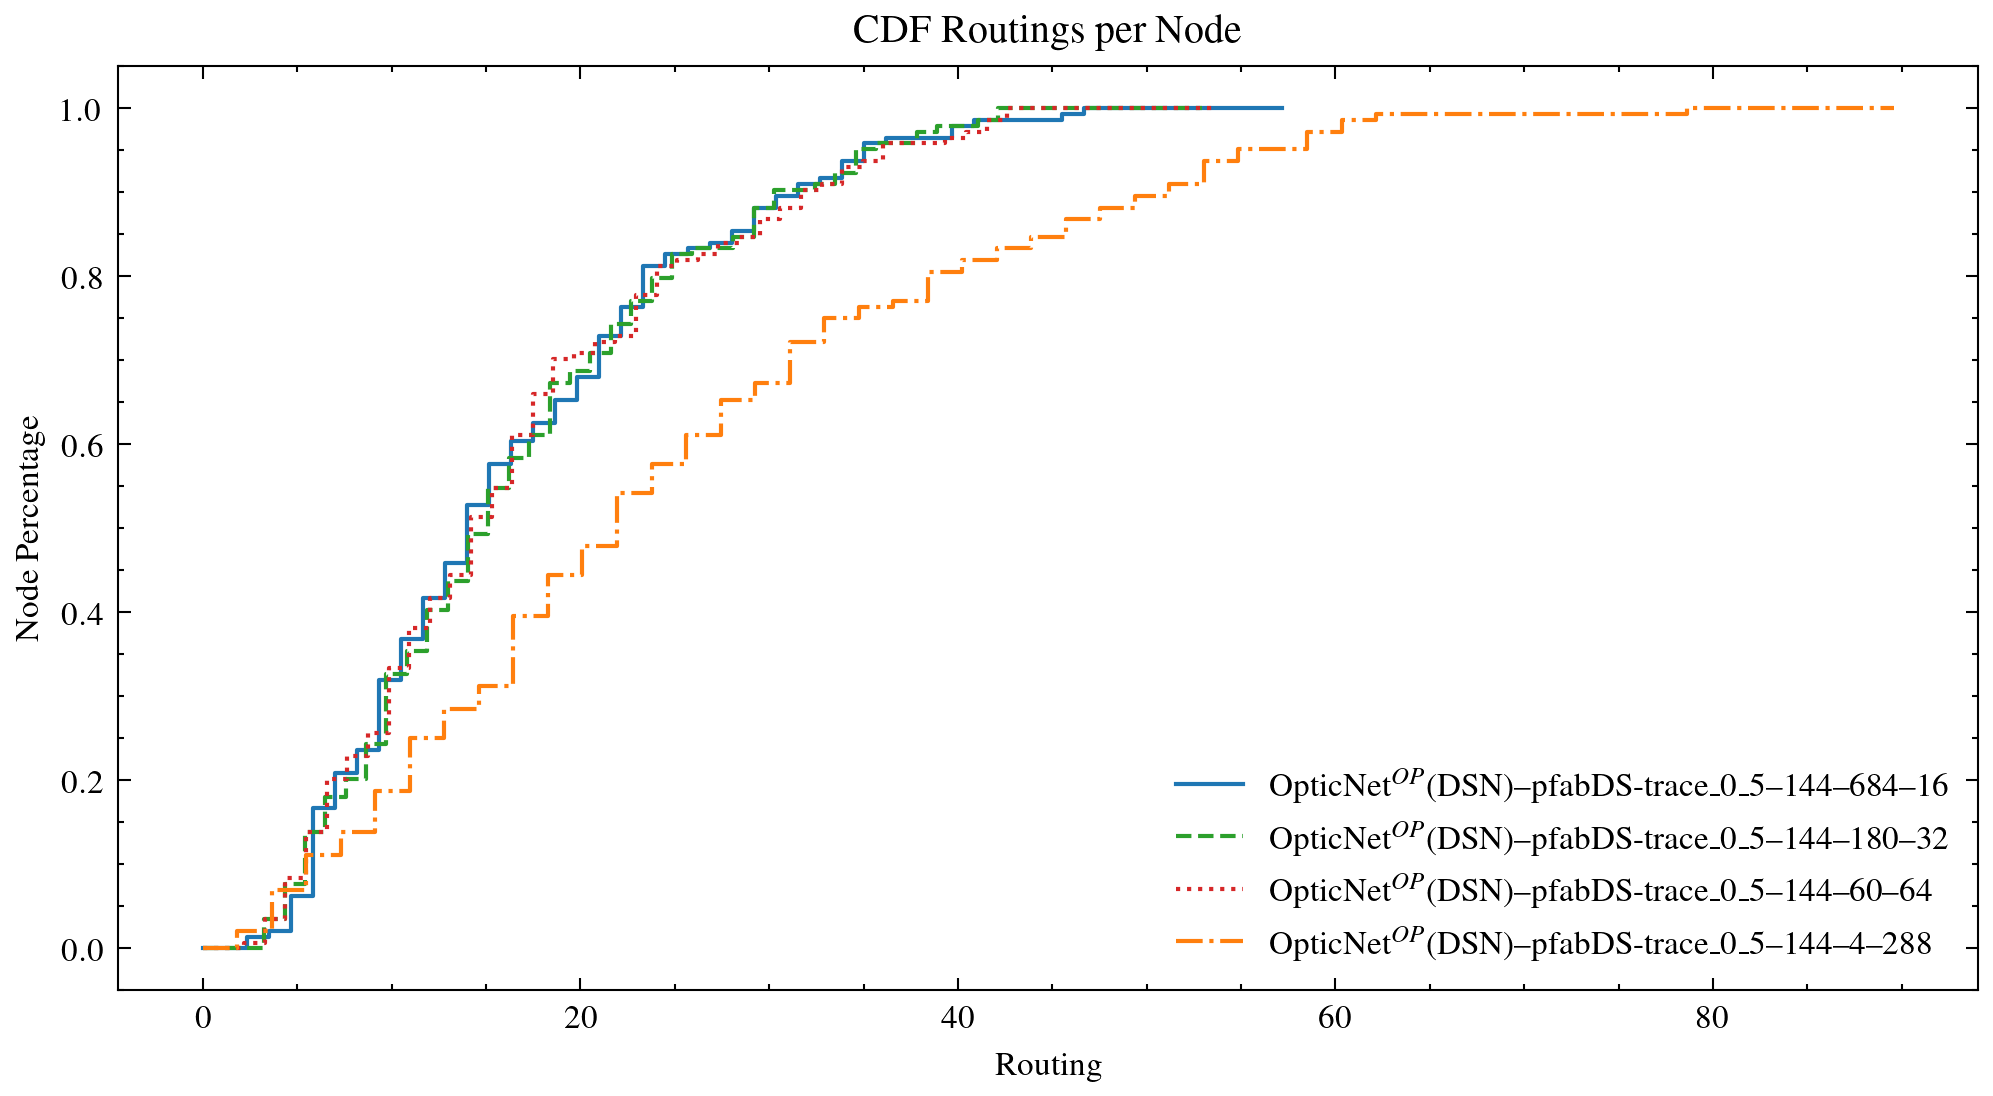 CDF Routings per Node
1.0
0.8
0.6
0.4
0.2
0.0
Node Percentage
OpticNet^OP(DSN)–pfabDS-trace_0_5–144–684–16
OpticNet^OP(DSN)–pfabDS-trace_0_5–144–180–32
OpticNet^OP(DSN)–pfabDS-trace_0_5–144–60–64
OpticNet^OP(DSN)–pfabDS-trace_0_5–144–4–288
0 20 40 60 80
Routing